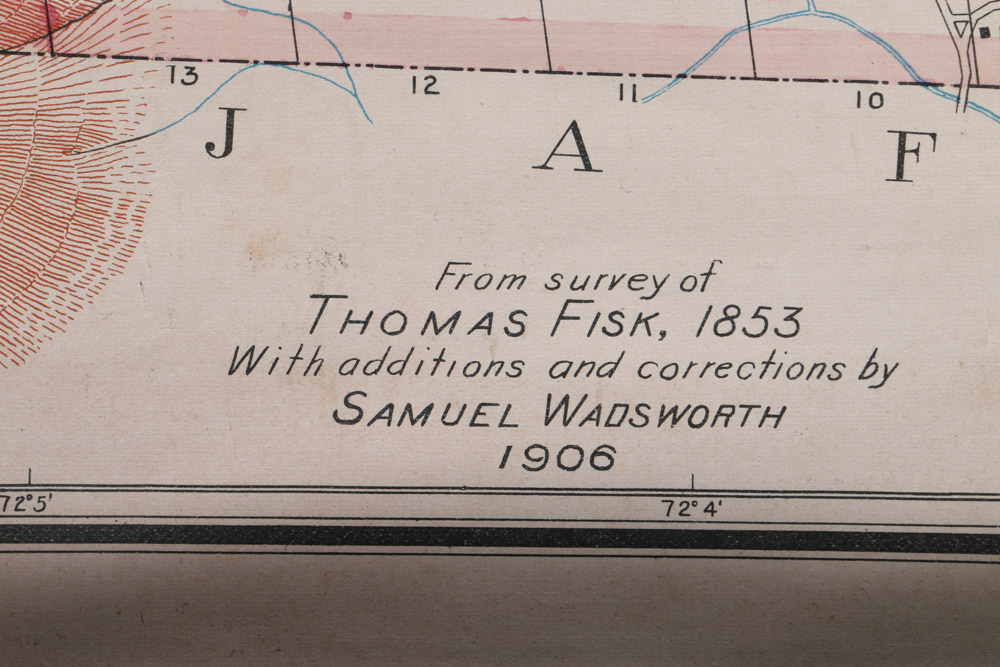 13 12 11 10
J A F
From survey of
THOMAS FISK, 1853
With additions and corrections by
SAMUEL WADSWORTH
1906
72°5' 72°4'